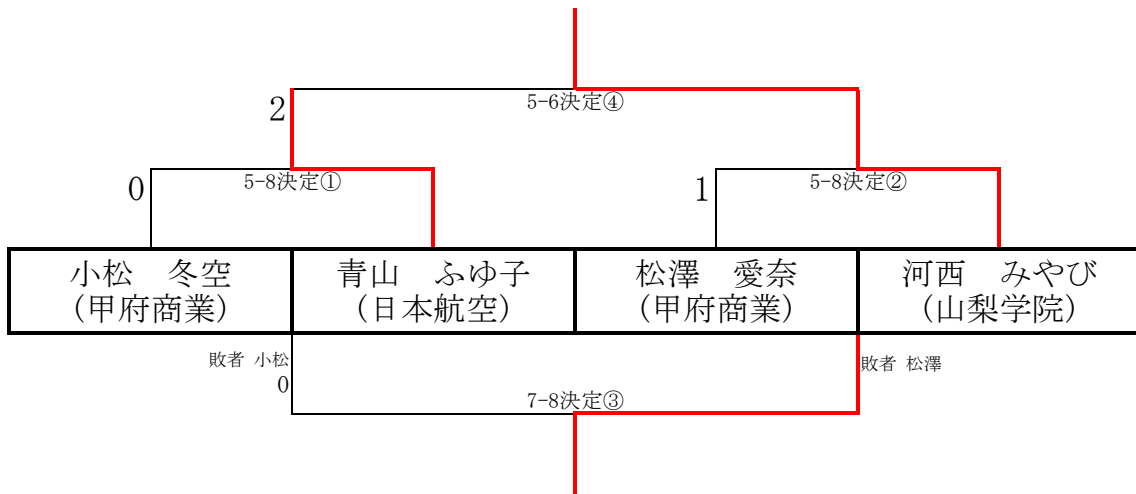 2
5-6決定④
0
5-8決定①
1
5-8決定②
小松　冬空
(甲府商業)
青山　ふゆ子
(日本航空)
松澤　愛奈
(甲府商業)
河西　みやび
(山梨学院)
敗者 小松
0
7-8決定③
敗者 松澤